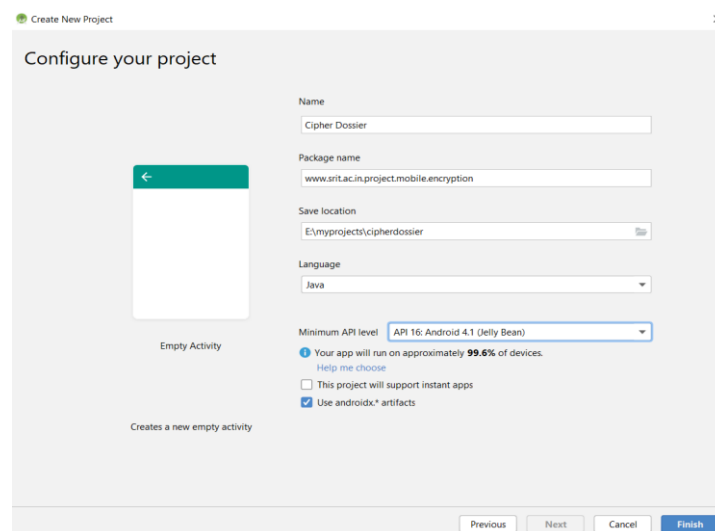 Create New Project
Configure your project
Name
Cipher Dossier
Package name
www.srit.ac.in.project.mobile.encryption
Save location
E:\myprojects\cipherdossier
Language
Java
Minimum API level API 16: Android 4.1 (Jelly Bean)
Empty Activity
Your app will run on approximately 99.6% of devices.
Help me choose
This project will support instant apps
Use androidx.* artifacts
Creates a new empty activity
Previous Next Cancel Finish